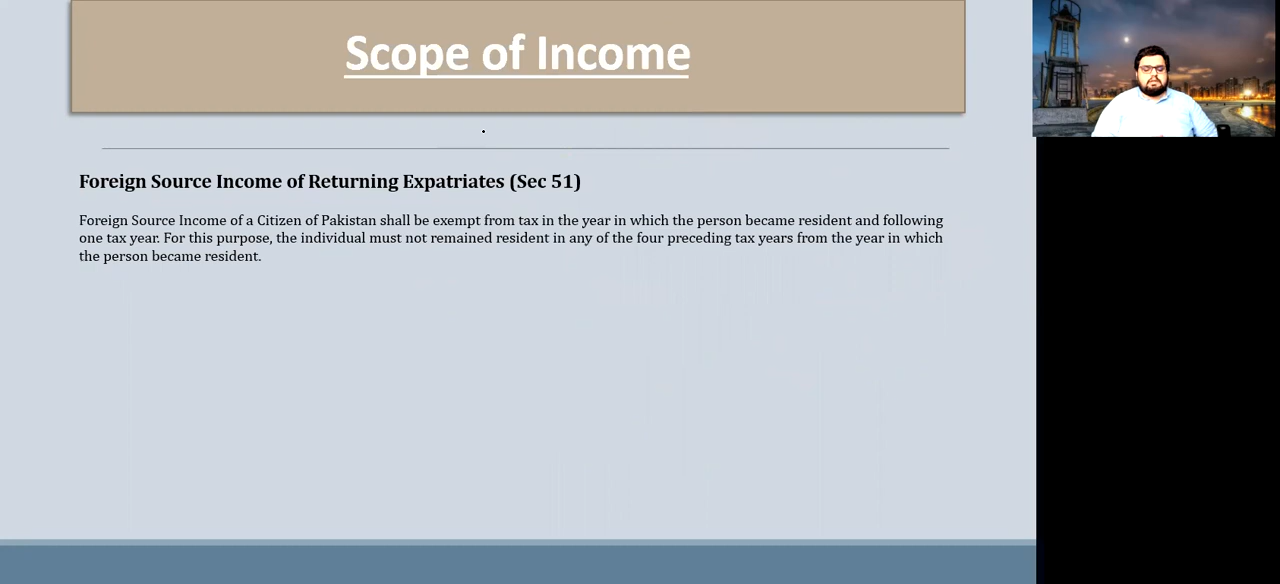 Scope of Income
Foreign Source Income of Returning Expatriates (Sec 51)
Foreign Source Income of a Citizen of Pakistan shall be exempt from tax in the year in which the person became resident and following
one tax year. For this purpose, the individual must not remained resident in any of the four preceding tax years from the year in which
the person became resident.